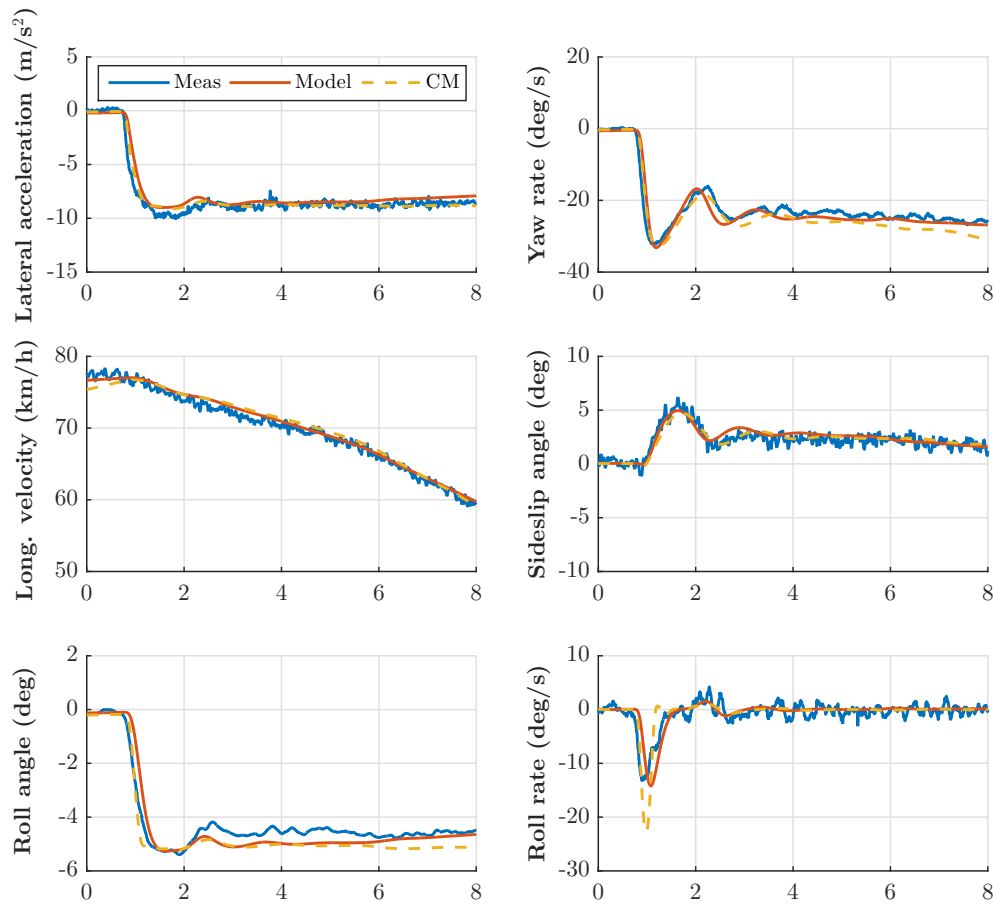 Lateral acceleration (m/s²)
5
0
-5
-10
-15
0 2 4 6 8
Meas Model CM
Yaw rate (deg/s)
20
0
-20
-40
0 2 4 6 8
Long. velocity (km/h)
80
70
60
50
0 2 4 6 8
Sideslip angle (deg)
10
5
0
-5
-10
0 2 4 6 8
Roll angle (deg)
2
0
-2
-4
-6
0 2 4 6 8
Roll rate (deg/s)
10
0
-10
-20
-30
0 2 4 6 8